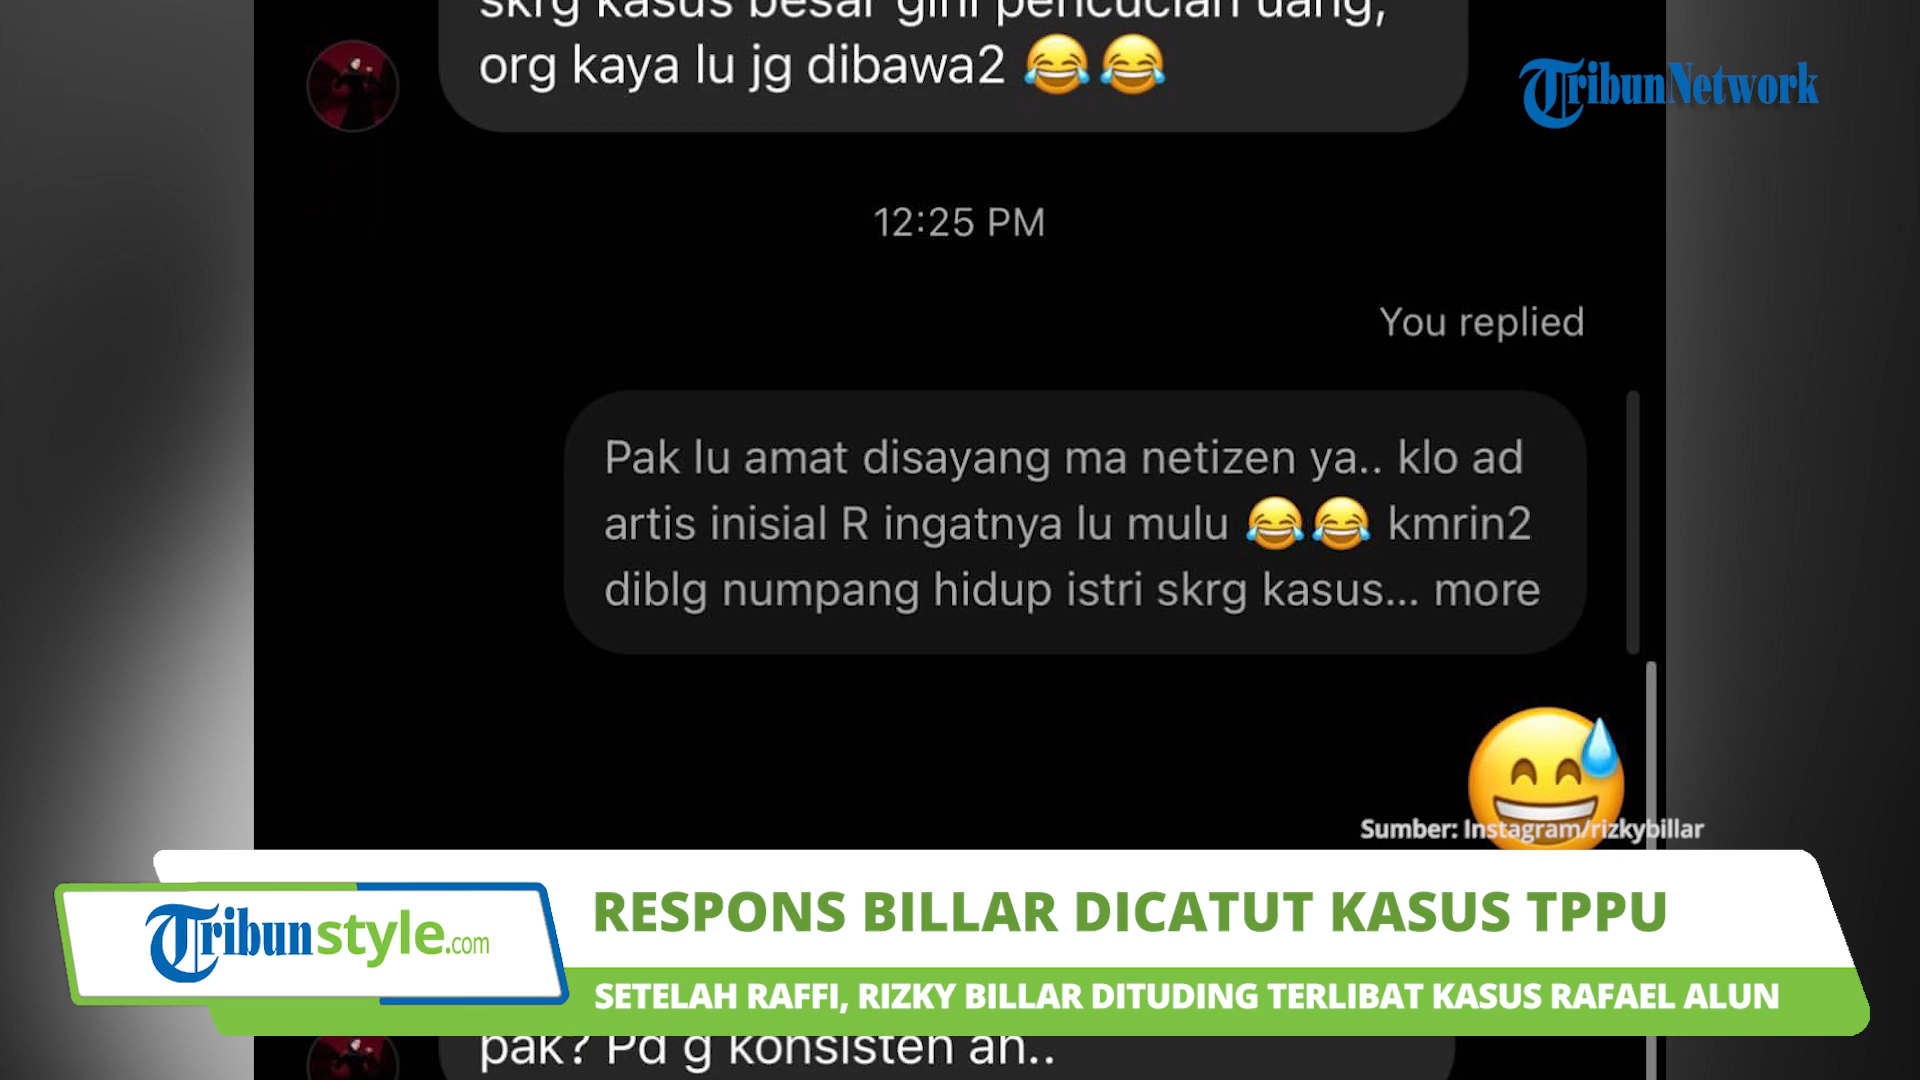 skrg kasus besar gini pencucian uang,
org kaya lu jg dibawa2 😂😂
TribunNetwork
12:25 PM
You replied
Pak lu amat disayang ma netizen ya.. klo ad
artis inisial R ingatnya lu mulu 😂😂 kmrin2
diblg numpang hidup istri skrg kasus... more
😅
Sumber: Instagram/rizkybillar
Tribunstyle.com
RESPONS BILLAR DICATUT KASUS TPPU
SETELAH RAFFI, RIZKY BILLAR DITUDING TERLIBAT KASUS RAFAEL ALUN
pak? Pd g konsisten ah..